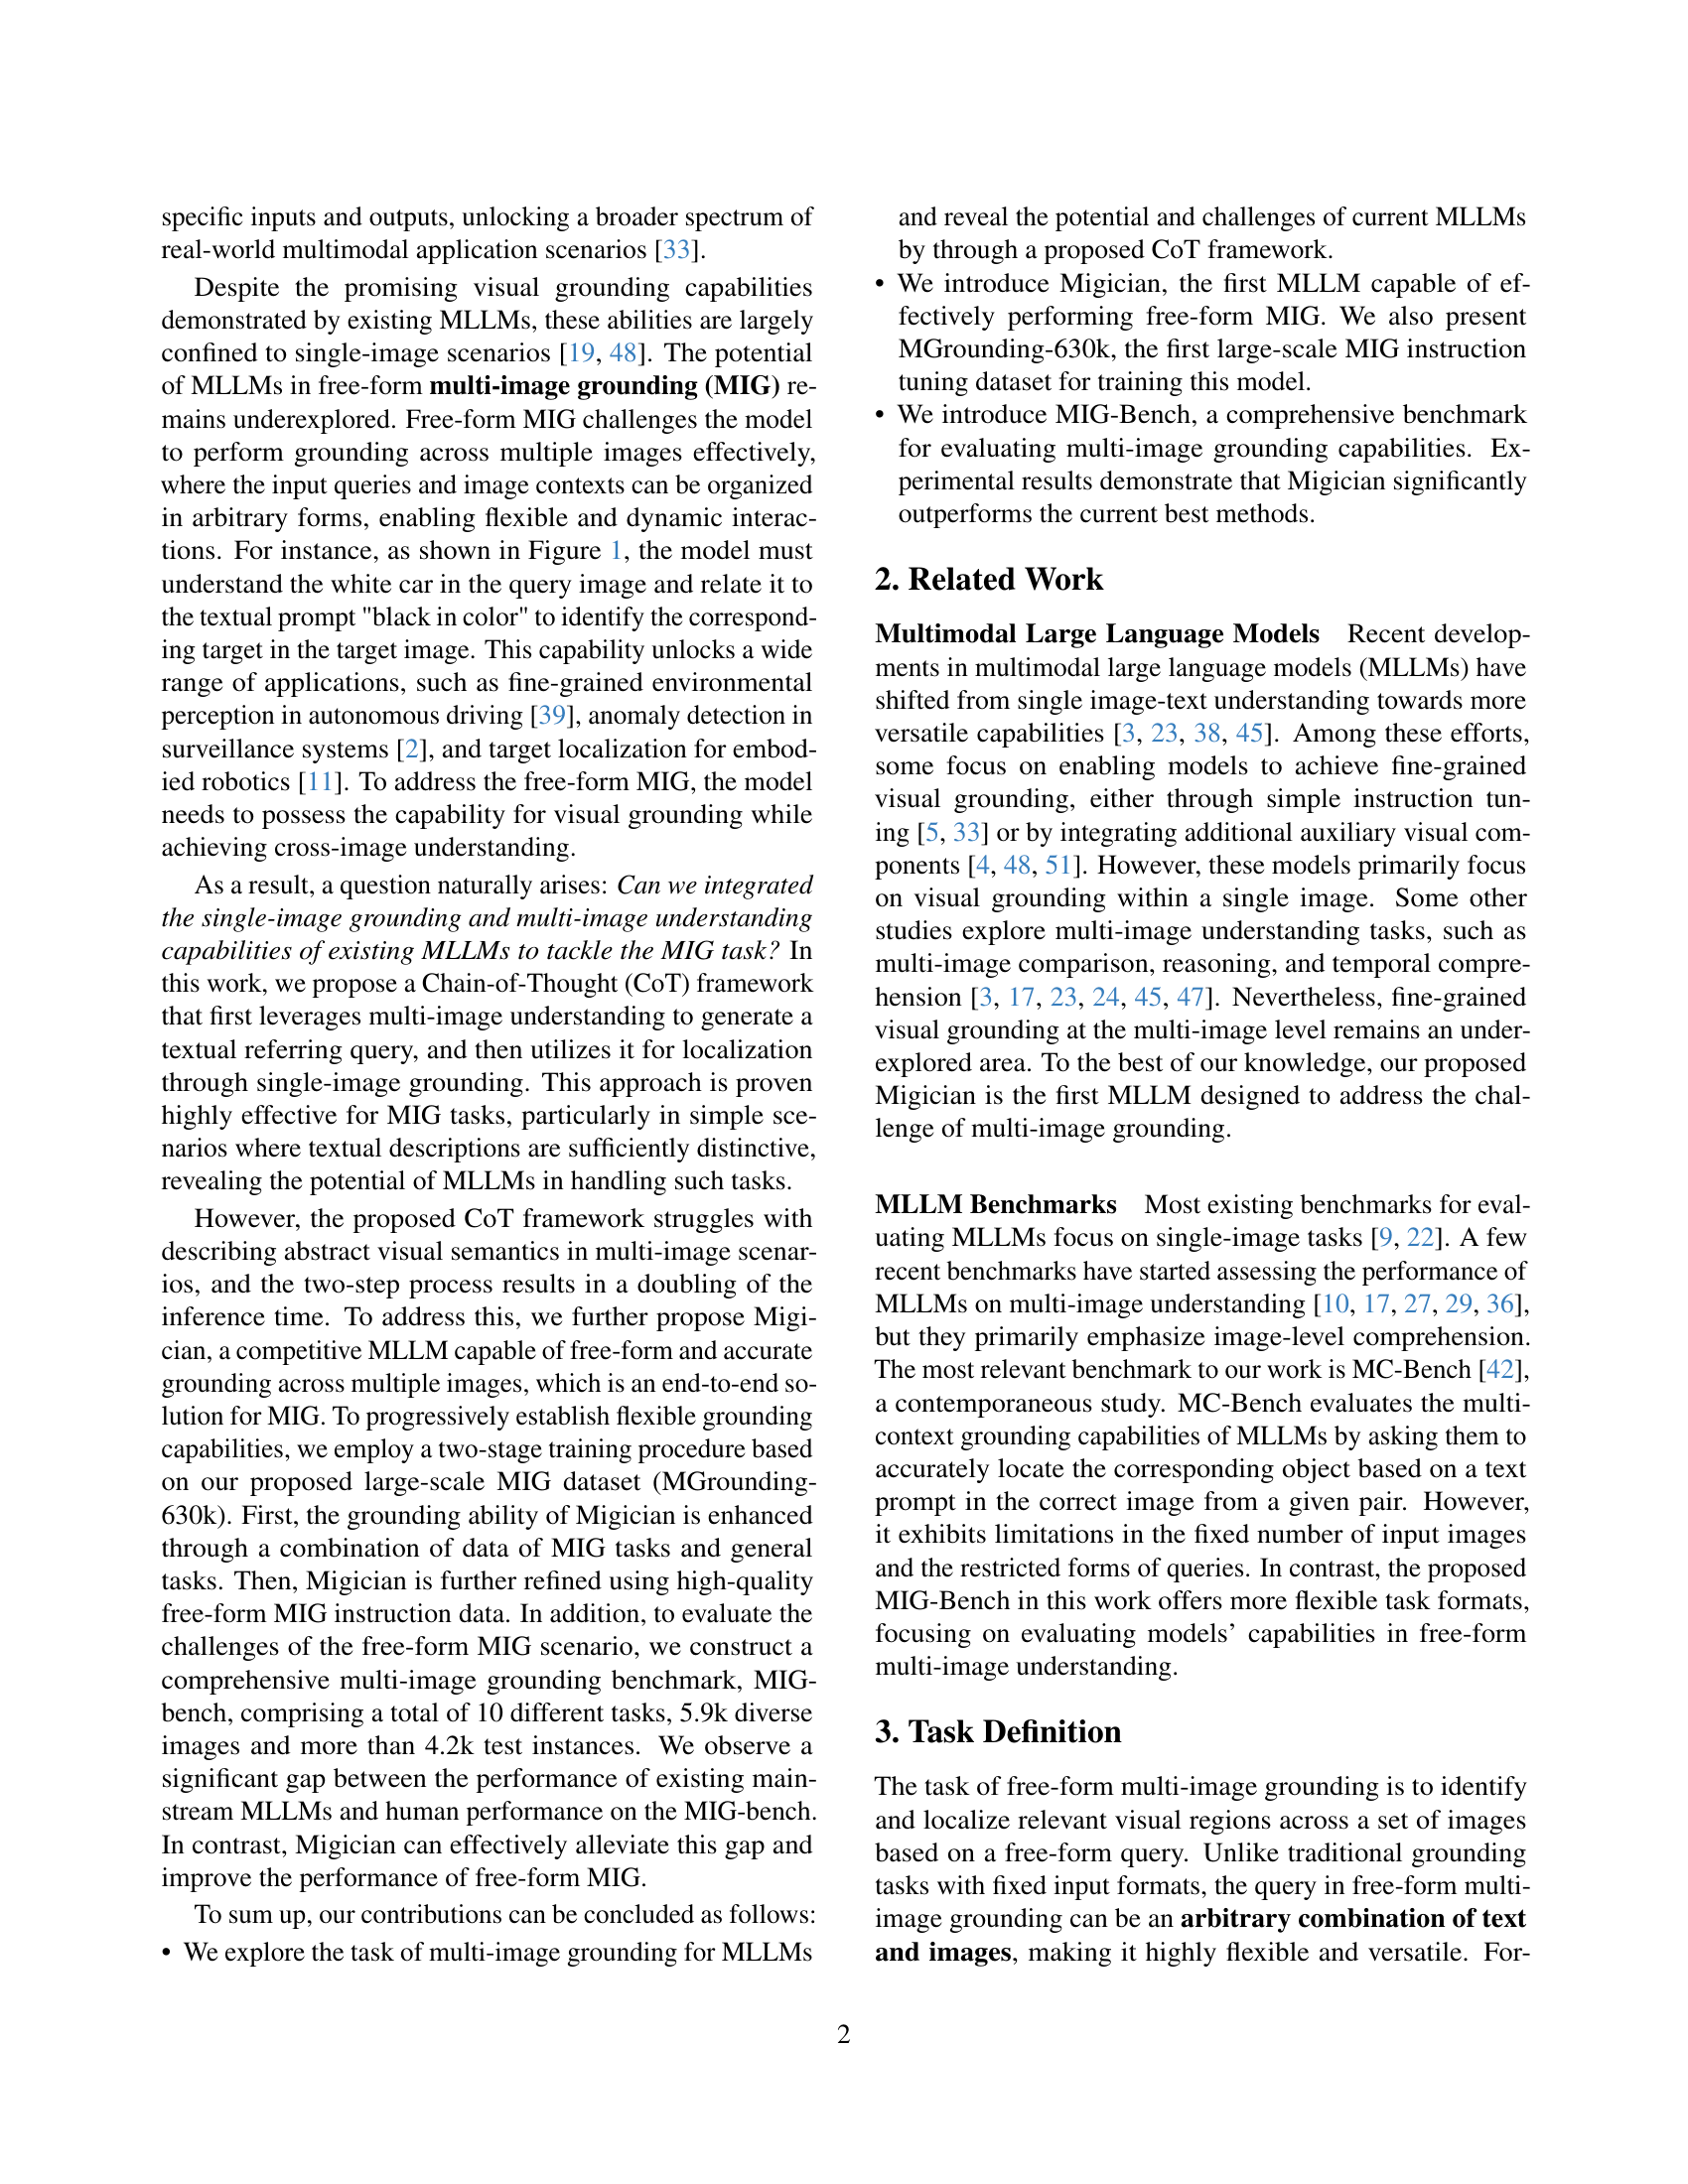 specific inputs and outputs, unlocking a broader spectrum of
real-world multimodal application scenarios [33].
Despite the promising visual grounding capabilities
demonstrated by existing MLLMs, these abilities are largely
confined to single-image scenarios [19, 48]. The potential
of MLLMs in free-form multi-image grounding (MIG) re-
mains underexplored. Free-form MIG challenges the model
to perform grounding across multiple images effectively,
where the input queries and image contexts can be organized
in arbitrary forms, enabling flexible and dynamic interac-
tions. For instance, as shown in Figure 1, the model must
understand the white car in the query image and relate it to
the textual prompt "black in color" to identify the correspond-
ing target in the target image. This capability unlocks a wide
range of applications, such as fine-grained environmental
perception in autonomous driving [39], anomaly detection in
surveillance systems [2], and target localization for embod-
ied robotics [11]. To address the free-form MIG, the model
needs to possess the capability for visual grounding while
achieving cross-image understanding.
As a result, a question naturally arises: Can we integrated
the single-image grounding and multi-image understanding
capabilities of existing MLLMs to tackle the MIG task? In
this work, we propose a Chain-of-Thought (CoT) framework
that first leverages multi-image understanding to generate a
textual referring query, and then utilizes it for localization
through single-image grounding. This approach is proven
highly effective for MIG tasks, particularly in simple sce-
narios where textual descriptions are sufficiently distinctive,
revealing the potential of MLLMs in handling such tasks.
However, the proposed CoT framework struggles with
describing abstract visual semantics in multi-image scenar-
ios, and the two-step process results in a doubling of the
inference time. To address this, we further propose Migi-
cian, a competitive MLLM capable of free-form and accurate
grounding across multiple images, which is an end-to-end so-
lution for MIG. To progressively establish flexible grounding
capabilities, we employ a two-stage training procedure based
on our proposed large-scale MIG dataset (MGrounding-
630k). First, the grounding ability of Migician is enhanced
through a combination of data of MIG tasks and general
tasks. Then, Migician is further refined using high-quality
free-form MIG instruction data. In addition, to evaluate the
challenges of the free-form MIG scenario, we construct a
comprehensive multi-image grounding benchmark, MIG-
bench, comprising a total of 10 different tasks, 5.9k diverse
images and more than 4.2k test instances. We observe a
significant gap between the performance of existing main-
stream MLLMs and human performance on the MIG-bench.
In contrast, Migician can effectively alleviate this gap and
improve the performance of free-form MIG.
To sum up, our contributions can be concluded as follows:
• We explore the task of multi-image grounding for MLLMs
and reveal the potential and challenges of current MLLMs
by through a proposed CoT framework.
• We introduce Migician, the first MLLM capable of ef-
fectively performing free-form MIG. We also present
MGrounding-630k, the first large-scale MIG instruction
tuning dataset for training this model.
• We introduce MIG-Bench, a comprehensive benchmark
for evaluating multi-image grounding capabilities. Ex-
perimental results demonstrate that Migician significantly
outperforms the current best methods.
2. Related Work
Multimodal Large Language Models Recent develop-
ments in multimodal large language models (MLLMs) have
shifted from single image-text understanding towards more
versatile capabilities [3, 23, 38, 45]. Among these efforts,
some focus on enabling models to achieve fine-grained
visual grounding, either through simple instruction tun-
ing [5, 33] or by integrating additional auxiliary visual com-
ponents [4, 48, 51]. However, these models primarily focus
on visual grounding within a single image. Some other
studies explore multi-image understanding tasks, such as
multi-image comparison, reasoning, and temporal compre-
hension [3, 17, 23, 24, 45, 47]. Nevertheless, fine-grained
visual grounding at the multi-image level remains an under-
explored area. To the best of our knowledge, our proposed
Migician is the first MLLM designed to address the chal-
lenge of multi-image grounding.
MLLM Benchmarks Most existing benchmarks for eval-
uating MLLMs focus on single-image tasks [9, 22]. A few
recent benchmarks have started assessing the performance of
MLLMs on multi-image understanding [10, 17, 27, 29, 36],
but they primarily emphasize image-level comprehension.
The most relevant benchmark to our work is MC-Bench [42],
a contemporaneous study. MC-Bench evaluates the multi-
context grounding capabilities of MLLMs by asking them to
accurately locate the corresponding object based on a text
prompt in the correct image from a given pair. However,
it exhibits limitations in the fixed number of input images
and the restricted forms of queries. In contrast, the proposed
MIG-Bench in this work offers more flexible task formats,
focusing on evaluating models’ capabilities in free-form
multi-image understanding.
3. Task Definition
The task of free-form multi-image grounding is to identify
and localize relevant visual regions across a set of images
based on a free-form query. Unlike traditional grounding
tasks with fixed input formats, the query in free-form multi-
image grounding can be an arbitrary combination of text
and images, making it highly flexible and versatile. For-
2